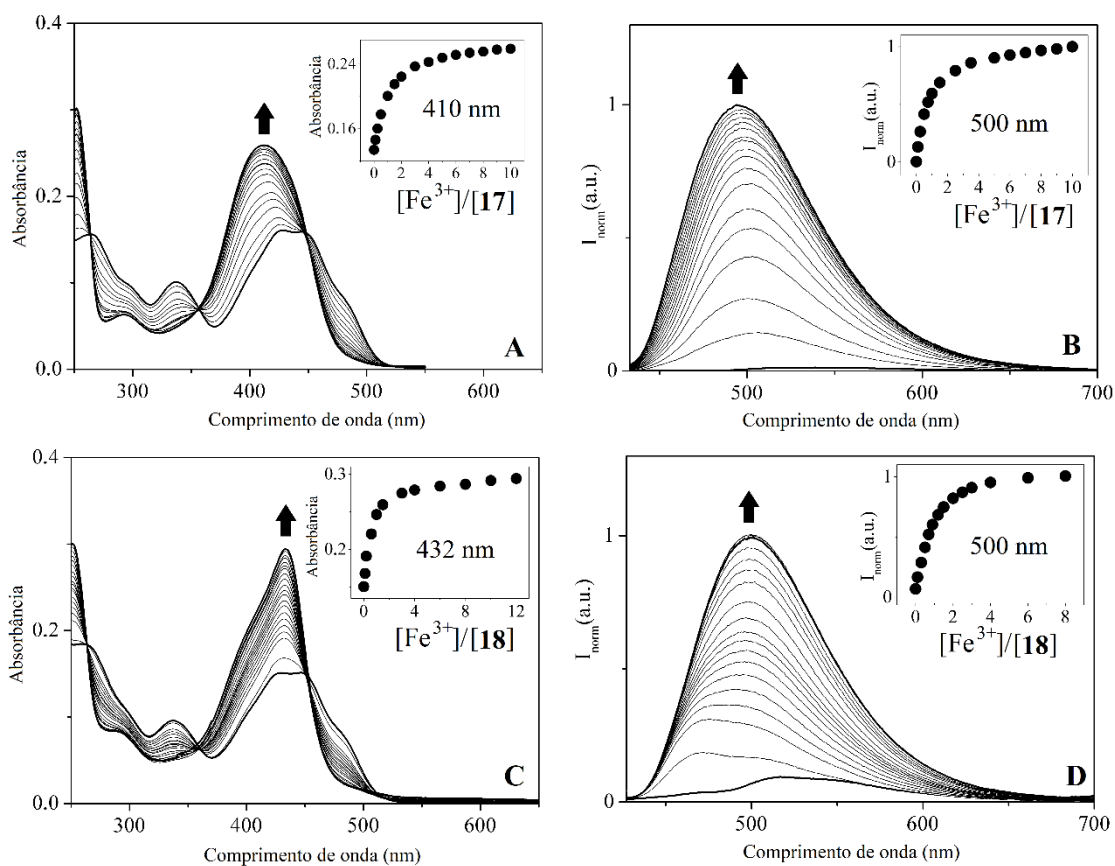 0.4
0.2
0.0
Absorbância
300
400
500
600
Comprimento de onda (nm)
A
0.24
0.16
Absorbância
410 nm
0 2 4 6 8 10
[Fe³⁺]/[17]
1
0
I_norm (a.u.)
500
600
700
Comprimento de onda (nm)
B
1
0
I_norm (a.u.)
500 nm
0 2 4 6 8 10
[Fe³⁺]/[17]
0.4
0.2
0.0
Absorbância
300
400
500
600
Comprimento de onda (nm)
C
0.3
0.2
Absorbância
432 nm
0 4 8 12
[Fe³⁺]/[18]
1
0
I_norm (a.u.)
500
600
700
Comprimento de onda (nm)
D
1
0
I_norm (a.u.)
500 nm
0 2 4 6 8
[Fe³⁺]/[18]